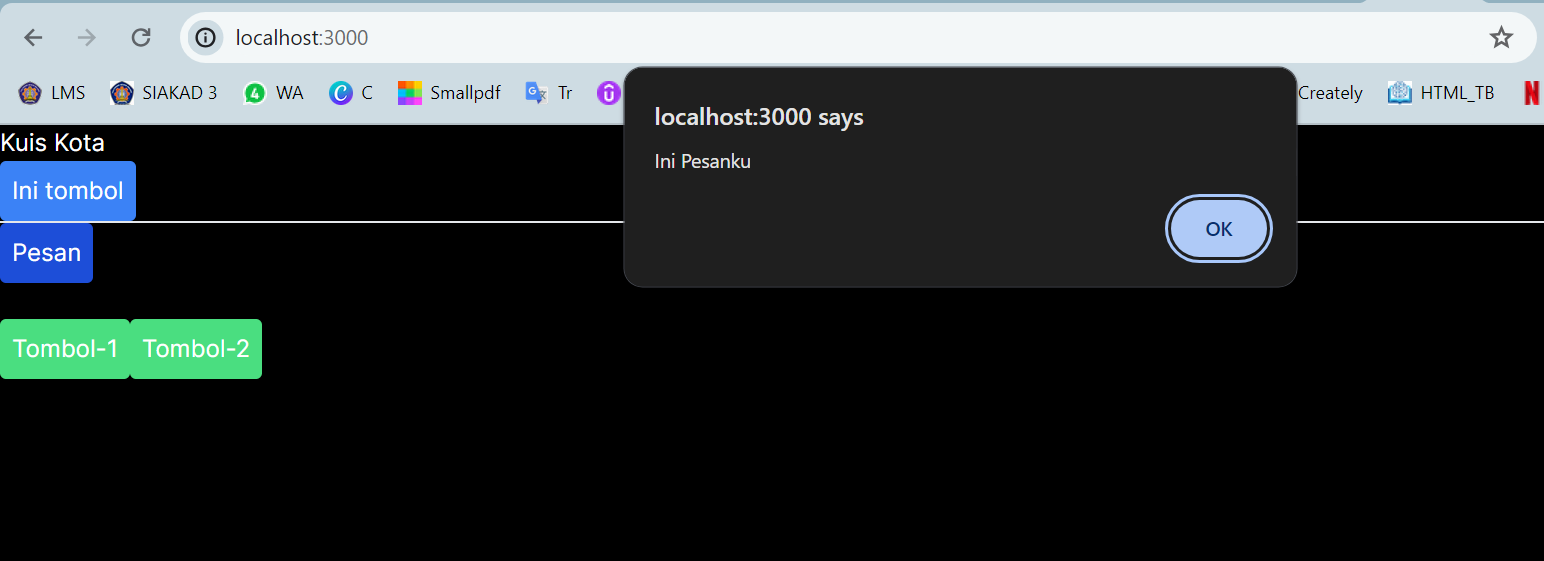 localhost:3000
LMS SIAKAD 3 WA C Smallpdf Tr Creately HTML_TB
localhost:3000 says
Ini Pesanku
OK
Kuis Kota
Ini tombol
Pesan
Tombol-1 Tombol-2